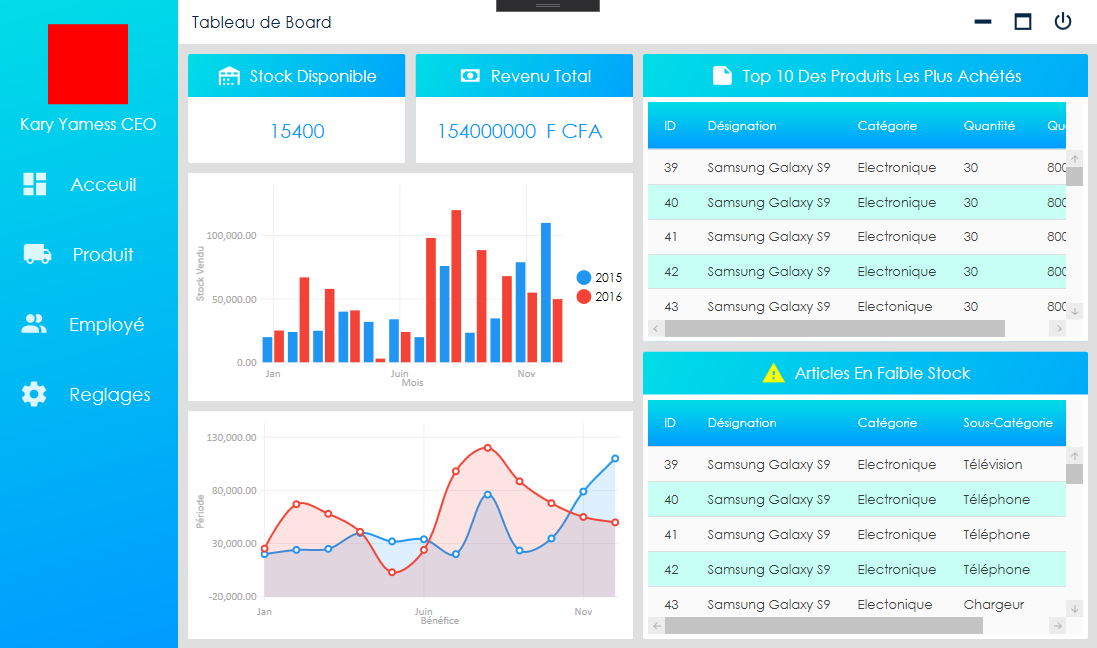 Tableau de Board
Kary Yamess CEO
Acceuil
Produit
Employé
Reglages
Stock Disponible
15400
Revenu Total
154000000 F CFA
100,000.00
50,000.00
0.00
Stock Vendu
Jan Juin Nov
Mois
2015
2016
130,000.00
80,000.00
30,000.00
-20,000.00
Période
Jan Juin Nov
Bénéfice
Top 10 Des Produits Les Plus Achétés
ID Désignation Catégorie Quantité Qu
39 Samsung Galaxy S9 Electronique 30 800
40 Samsung Galaxy S9 Electronique 30 800
41 Samsung Galaxy S9 Electronique 30 800
42 Samsung Galaxy S9 Electronique 30 800
43 Samsung Galaxy S9 Electonique 30 800
Articles En Faible Stock
ID Désignation Catégorie Sous-Catégorie
39 Samsung Galaxy S9 Electronique Télévision
40 Samsung Galaxy S9 Electronique Téléphone
41 Samsung Galaxy S9 Electronique Téléphone
42 Samsung Galaxy S9 Electronique Téléphone
43 Samsung Galaxy S9 Electonique Chargeur